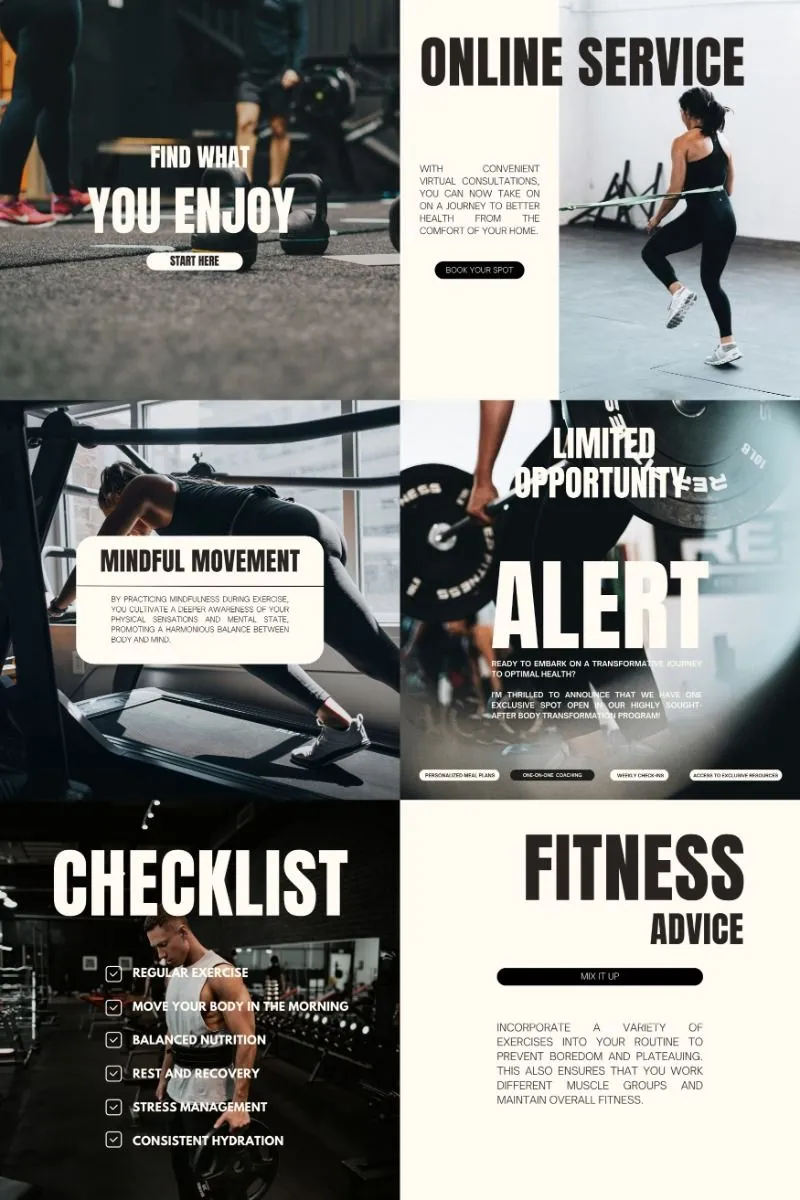 FIND WHAT
YOU ENJOY
START HERE
ONLINE SERVICE
WITH CONVENIENT
VIRTUAL CONSULTATIONS,
YOU CAN NOW TAKE ON
ON A JOURNEY TO BETTER
HEALTH FROM THE
COMFORT OF YOUR HOME.
BOOK YOUR SPOT
MINDFUL MOVEMENT
BY PRACTICING MINDFULNESS DURING EXERCISE,
YOU CULTIVATE A DEEPER AWARENESS OF YOUR
PHYSICAL SENSATIONS AND MENTAL STATE,
PROMOTING A HARMONIOUS BALANCE BETWEEN
BODY AND MIND.
LIMITED
OPPORTUNITY
10LB
ALERT
READY TO EMBARK ON A TRANSFORMATIVE JOURNEY
TO OPTIMAL HEALTH?
I'M THRILLED TO ANNOUNCE THAT WE HAVE ONE
EXCLUSIVE SPOT OPEN IN OUR HIGHLY SOUGHT-
AFTER BODY TRANSFORMATION PROGRAM!
PERSONALIZED MEAL PLANS
ONE-ON-ONE COACHING
WEEKLY CHECK-INS
ACCESS TO EXCLUSIVE RESOURCES
CHECKLIST
REGULAR EXERCISE
MOVE YOUR BODY IN THE MORNING
BALANCED NUTRITION
REST AND RECOVERY
STRESS MANAGEMENT
CONSISTENT HYDRATION
FITNESS
ADVICE
MIX IT UP
INCORPORATE A VARIETY OF
EXERCISES INTO YOUR ROUTINE TO
PREVENT BOREDOM AND PLATEAUING.
THIS ALSO ENSURES THAT YOU WORK
DIFFERENT MUSCLE GROUPS AND
MAINTAIN OVERALL FITNESS.